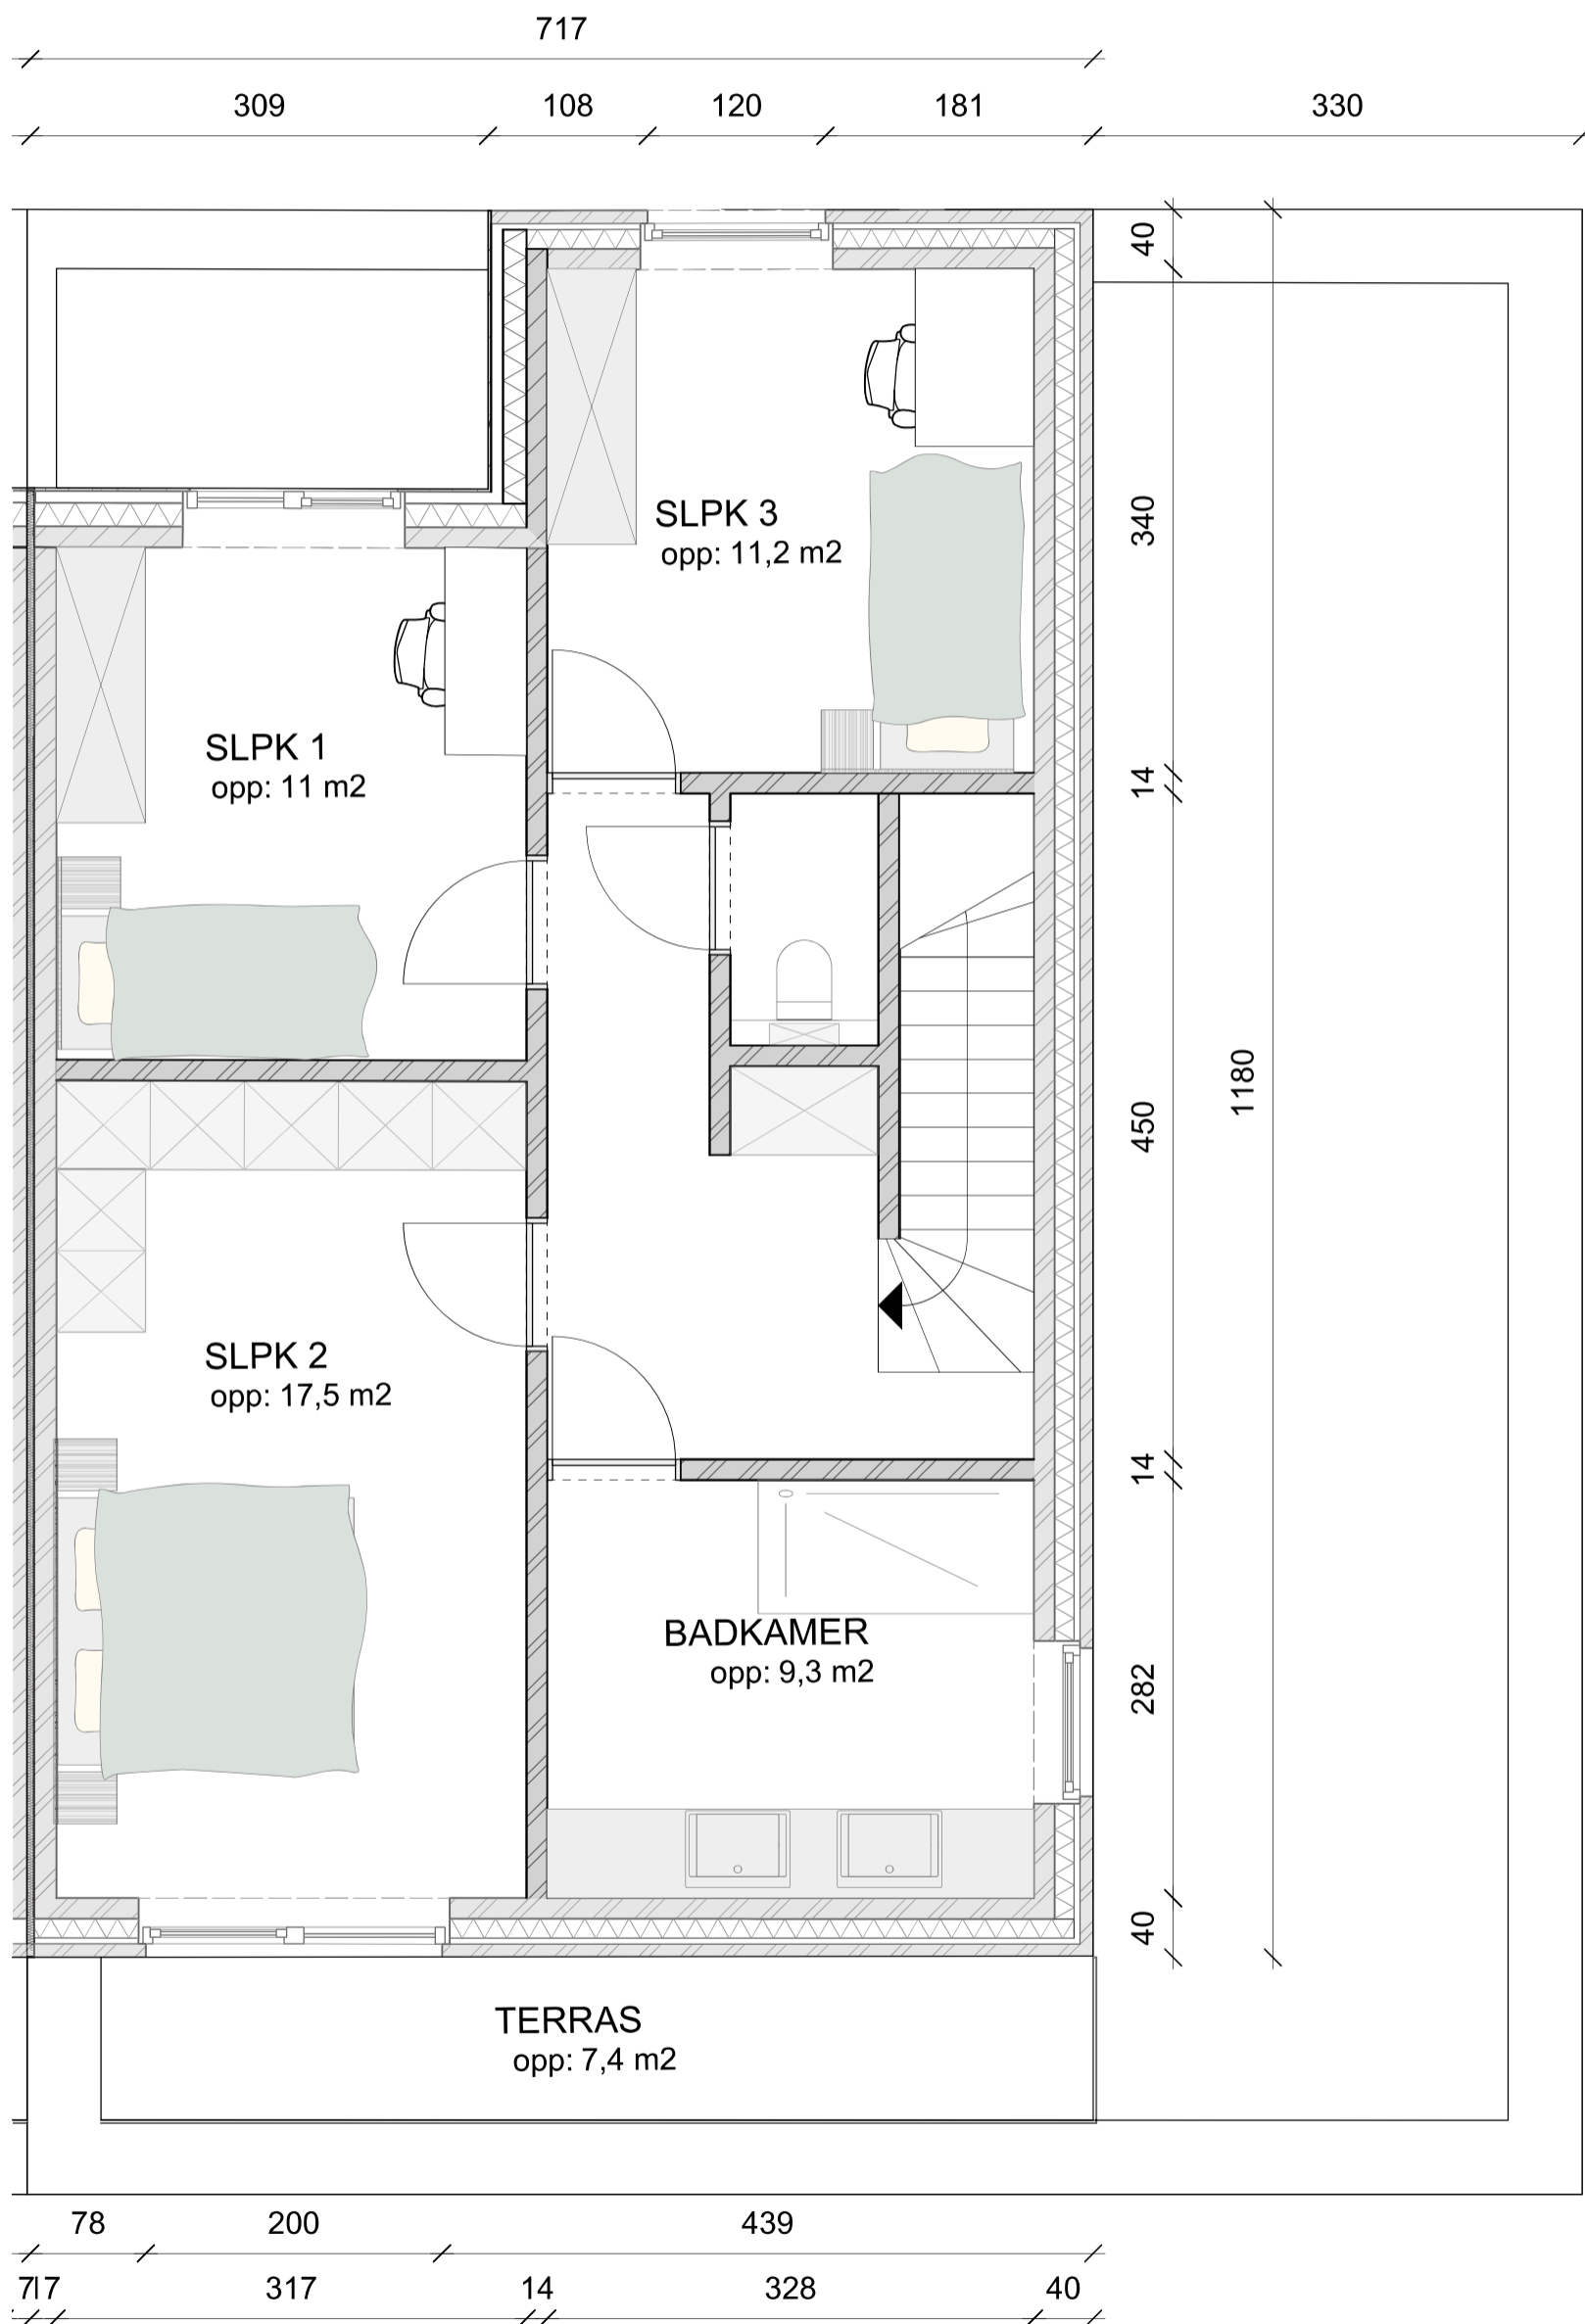 717
309 108 120 181 330
40
SLPK 3
opp: 11,2 m2
340
SLPK 1
opp: 11 m2
14
450
1180
SLPK 2
opp: 17,5 m2
14
BADKAMER
opp: 9,3 m2
282
40
TERRAS
opp: 7,4 m2
78 200 439
7 17 317 14 328 40